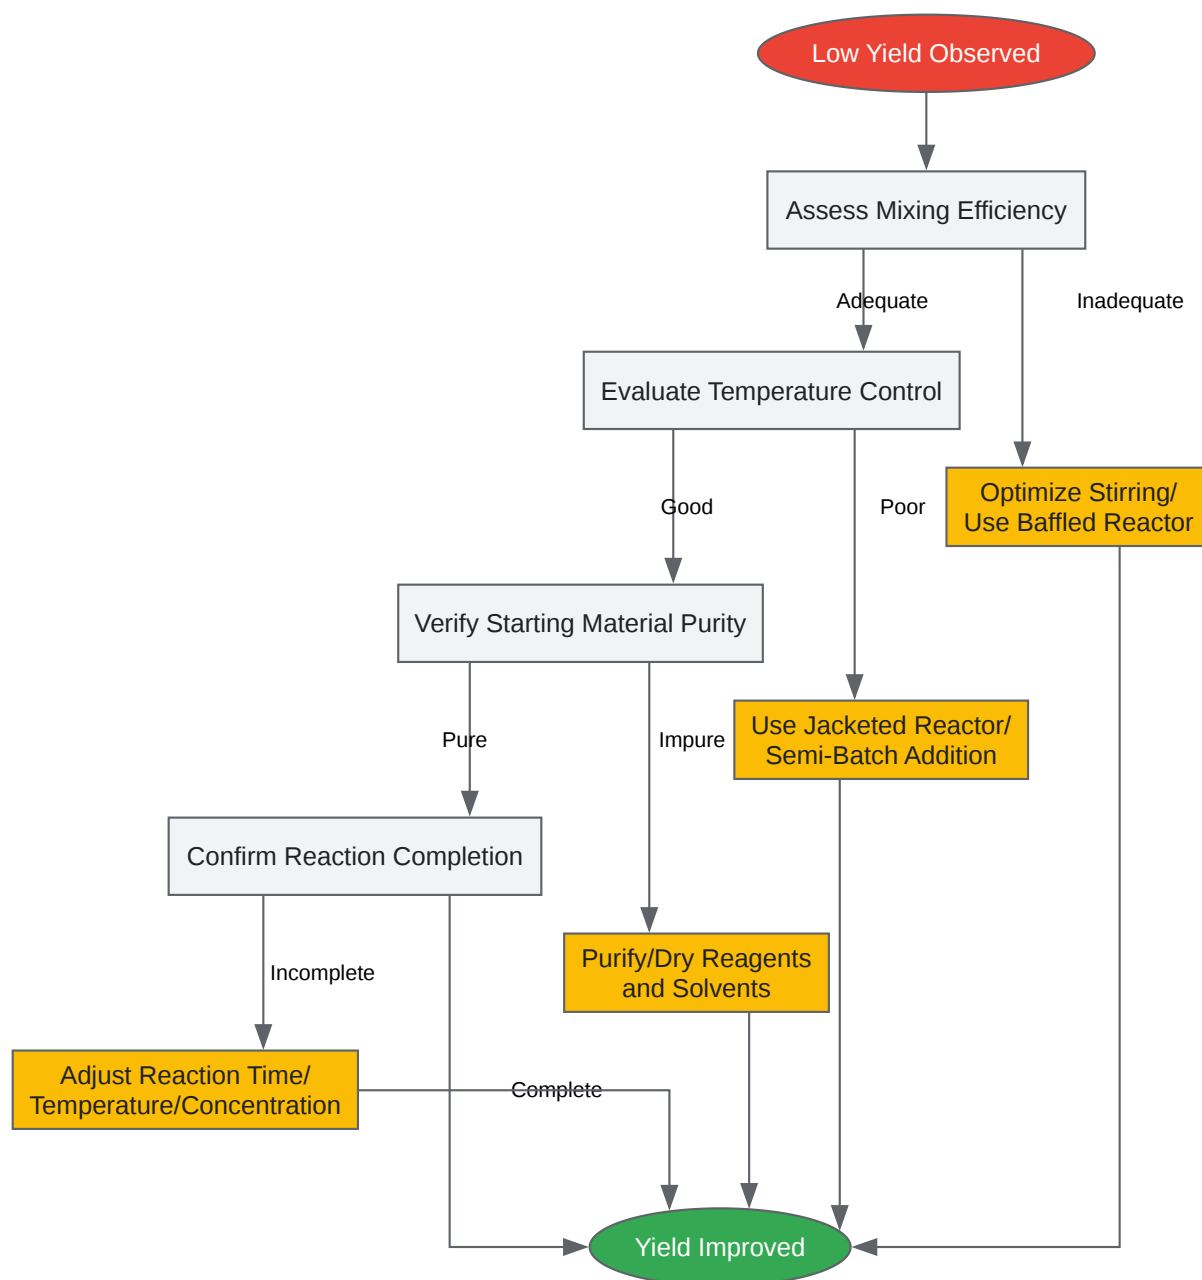 Low Yield Observed
Assess Mixing Efficiency
Adequate
Inadequate
Evaluate Temperature Control
Optimize Stirring/
Use Baffled Reactor
Good
Poor
Verify Starting Material Purity
Use Jacketed Reactor/
Semi-Batch Addition
Pure
Impure
Confirm Reaction Completion
Purify/Dry Reagents
and Solvents
Incomplete
Adjust Reaction Time/
Temperature/Concentration
Complete
Yield Improved